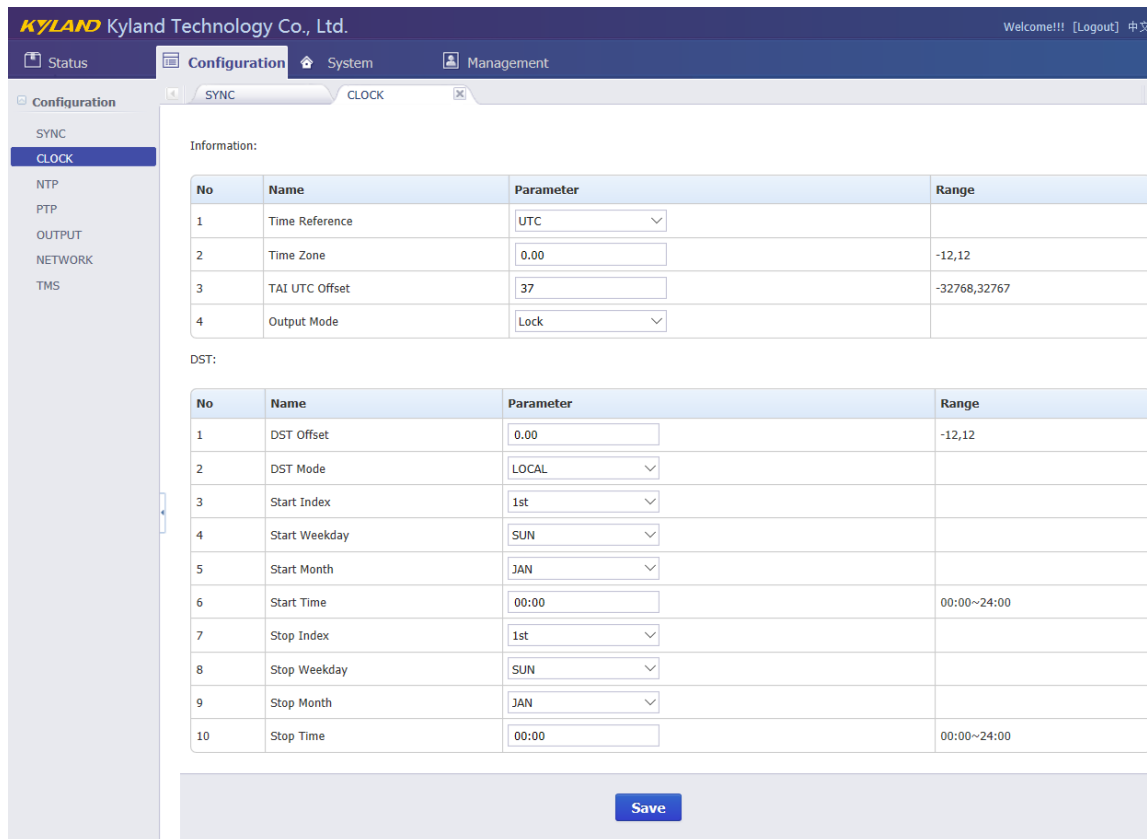 KYLAND Kyland Technology Co., Ltd. Welcome!!! [Logout] 中文
Status Configuration System Management
Configuration
SYNC
CLOCK
NTP
PTP
OUTPUT
NETWORK
TMS
SYNC CLOCK
Information:
No Name Parameter Range
1 Time Reference UTC
2 Time Zone 0.00 -12,12
3 TAI UTC Offset 37 -32768,32767
4 Output Mode Lock
DST:
No Name Parameter Range
1 DST Offset 0.00 -12,12
2 DST Mode LOCAL
3 Start Index 1st
4 Start Weekday SUN
5 Start Month JAN
6 Start Time 00:00 00:00~24:00
7 Stop Index 1st
8 Stop Weekday SUN
9 Stop Month JAN
10 Stop Time 00:00 00:00~24:00
Save